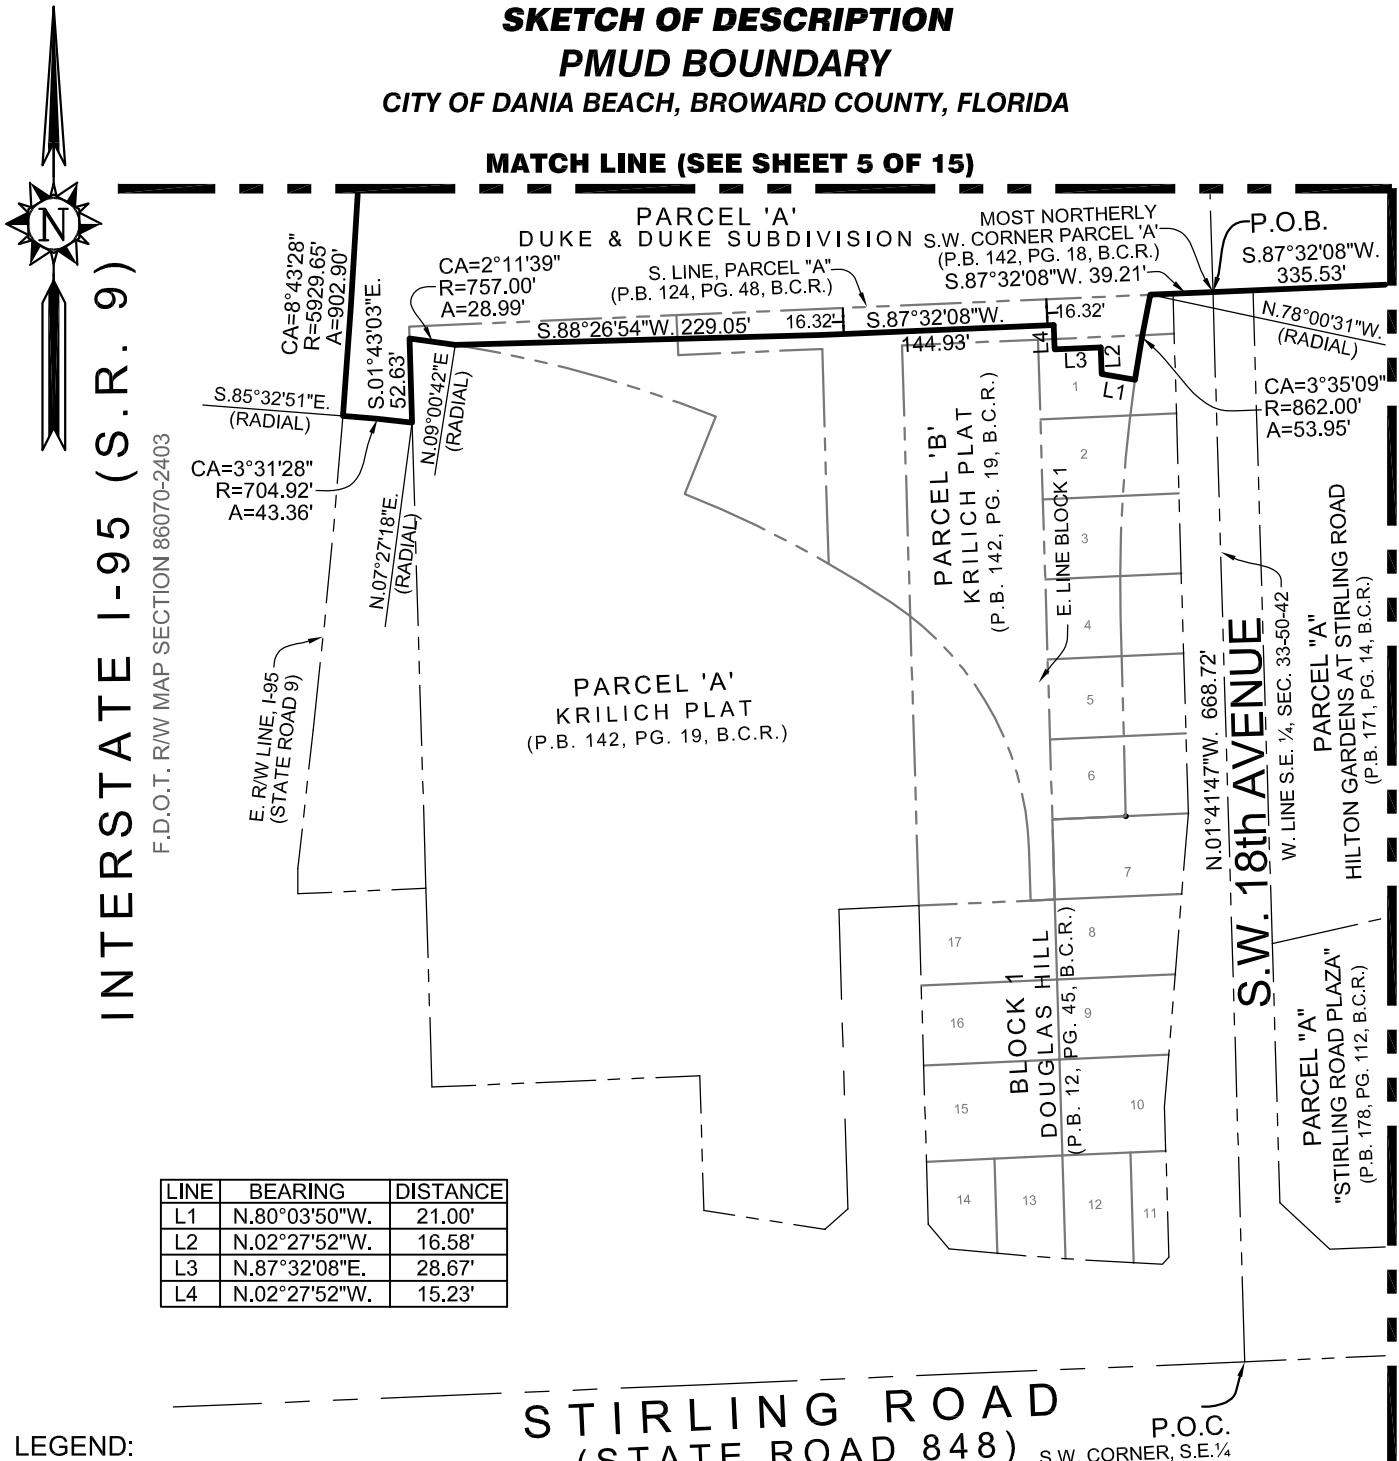 SKETCH OF DESCRIPTION
PMUD BOUNDARY
CITY OF DANIA BEACH, BROWARD COUNTY, FLORIDA
MATCH LINE (SEE SHEET 5 OF 15)
N
PARCEL 'A'
DUKE & DUKE SUBDIVISION
MOST NORTHERLY
S.W. CORNER PARCEL 'A'
(P.B. 142, PG. 18, B.C.R.)
S.87°32'08"W. 39.21'
P.O.B.
S.87°32'08"W.
335.53'
N.78°00'31"W.
(RADIAL)
CA=8°43'28"
R=5929.65'
A=902.90'
S.01°43'03"E.
52.63'
CA=2°11'39"
R=757.00'
A=28.99'
S. LINE, PARCEL "A"
(P.B. 124, PG. 48, B.C.R.)
S.88°26'54"W. 229.05'
16.32'
S.87°32'08"W.
144.93'
16.32'
L4
L3
L2
L1
CA=3°35'09"
R=862.00'
A=53.95'
S.85°32'51"E.
(RADIAL)
N.09°00'42"E
(RADIAL)
CA=3°31'28"
R=704.92'
A=43.36'
N.07°27'18"E.
(RADIAL)
INTERSTATE I-95 (S.R. 9)
F.D.O.T. R/W MAP SECTION 86070-2403
E. R/W LINE, I-95
(STATE ROAD 9)
PARCEL 'A'
KRILICH PLAT
(P.B. 142, PG. 19, B.C.R.)
PARCEL 'B'
KRILICH PLAT
(P.B. 142, PG. 19, B.C.R.)
E. LINE BLOCK 1
1
2
3
4
5
6
7
8
9
10
11
12
13
14
15
16
17
BLOCK 1
DOUGLAS HILL
(P.B. 12, PG. 45, B.C.R.)
N.01°41'47"W. 668.72'
S.W. 18th AVENUE
W. LINE S.E. ¼, SEC. 33-50-42
PARCEL "A"
HILTON GARDENS AT STIRLING ROAD
(P.B. 171, PG. 14, B.C.R.)
PARCEL "A"
"STIRLING ROAD PLAZA"
(P.B. 178, PG. 112, B.C.R.)
LINE BEARING DISTANCE
L1 N.80°03'50"W. 21.00'
L2 N.02°27'52"W. 16.58'
L3 N.87°32'08"E. 28.67'
L4 N.02°27'52"W. 15.23'
STIRLING ROAD
(STATE ROAD 848)
P.O.C.
S.W. CORNER, S.E.¼
LEGEND: